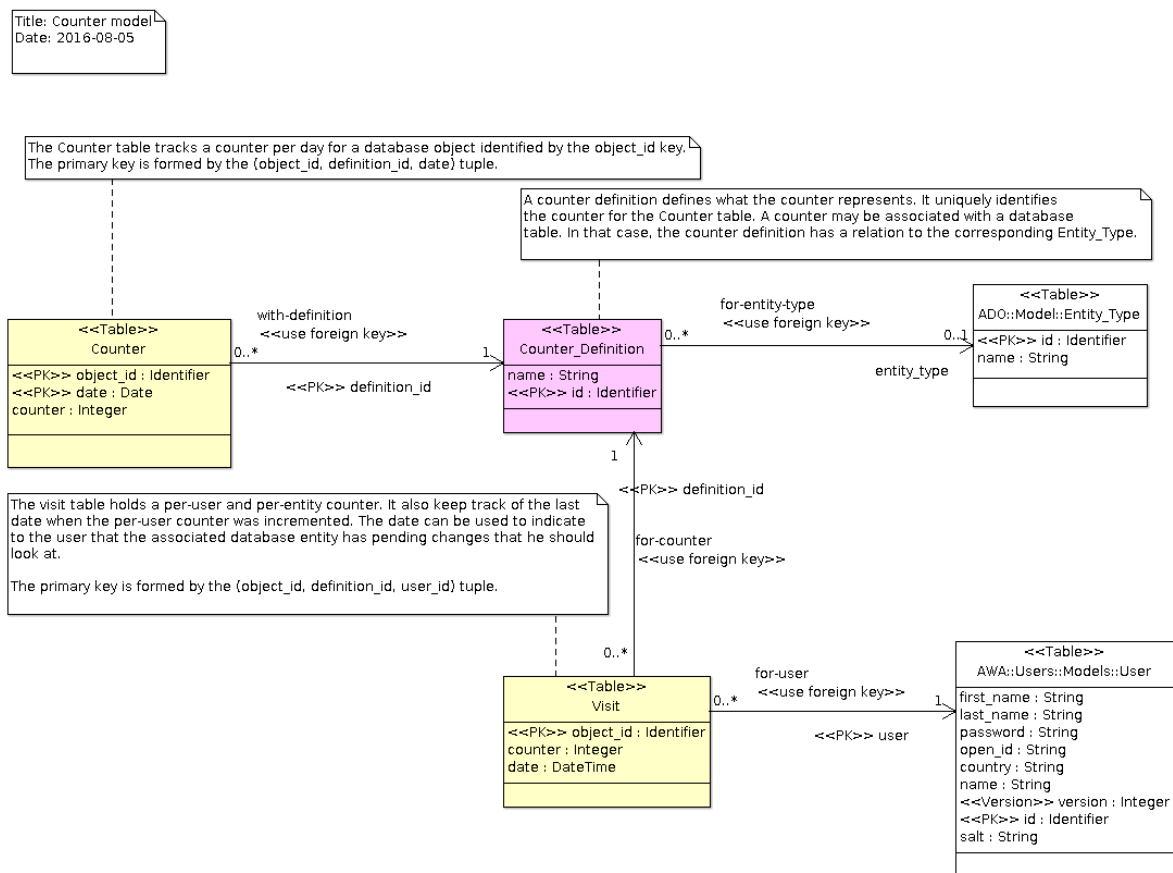 Title: Counter model
Date: 2016-08-05
The Counter table tracks a counter per day for a database object identified by the object_id key.
The primary key is formed by the (object_id, definition_id, date) tuple.
A counter definition defines what the counter represents. It uniquely identifies
the counter for the Counter table. A counter may be associated with a database
table. In that case, the counter definition has a relation to the corresponding Entity_Type.
<<Table>>
Counter
<<PK>> object_id : Identifier
<<PK>> date : Date
counter : Integer
with-definition
<<use foreign key>>
0..*
1
<<PK>> definition_id
<<Table>>
Counter_Definition
name : String
<<PK>> id : Identifier
for-entity-type
<<use foreign key>>
0..*
0..1
entity_type
<<Table>>
ADO::Model::Entity_Type
<<PK>> id : Identifier
name : String
1
<<PK>> definition_id
for-counter
<<use foreign key>>
0..*
The visit table holds a per-user and per-entity counter. It also keep track of the last
date when the per-user counter was incremented. The date can be used to indicate
to the user that the associated database entity has pending changes that he should
look at.
The primary key is formed by the (object_id, definition_id, user_id) tuple.
<<Table>>
Visit
<<PK>> object_id : Identifier
counter : Integer
date : DateTime
for-user
<<use foreign key>>
0..*
1
<<PK>> user
<<Table>>
AWA::Users::Models::User
first_name : String
last_name : String
password : String
open_id : String
country : String
name : String
<<Version>> version : Integer
<<PK>> id : Identifier
salt : String